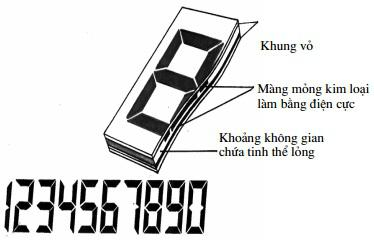 Khung vỏ
Màng mỏng kim loại
làm bằng điện cực
Khoảng không gian
chứa tinh thể lỏng
1234567890